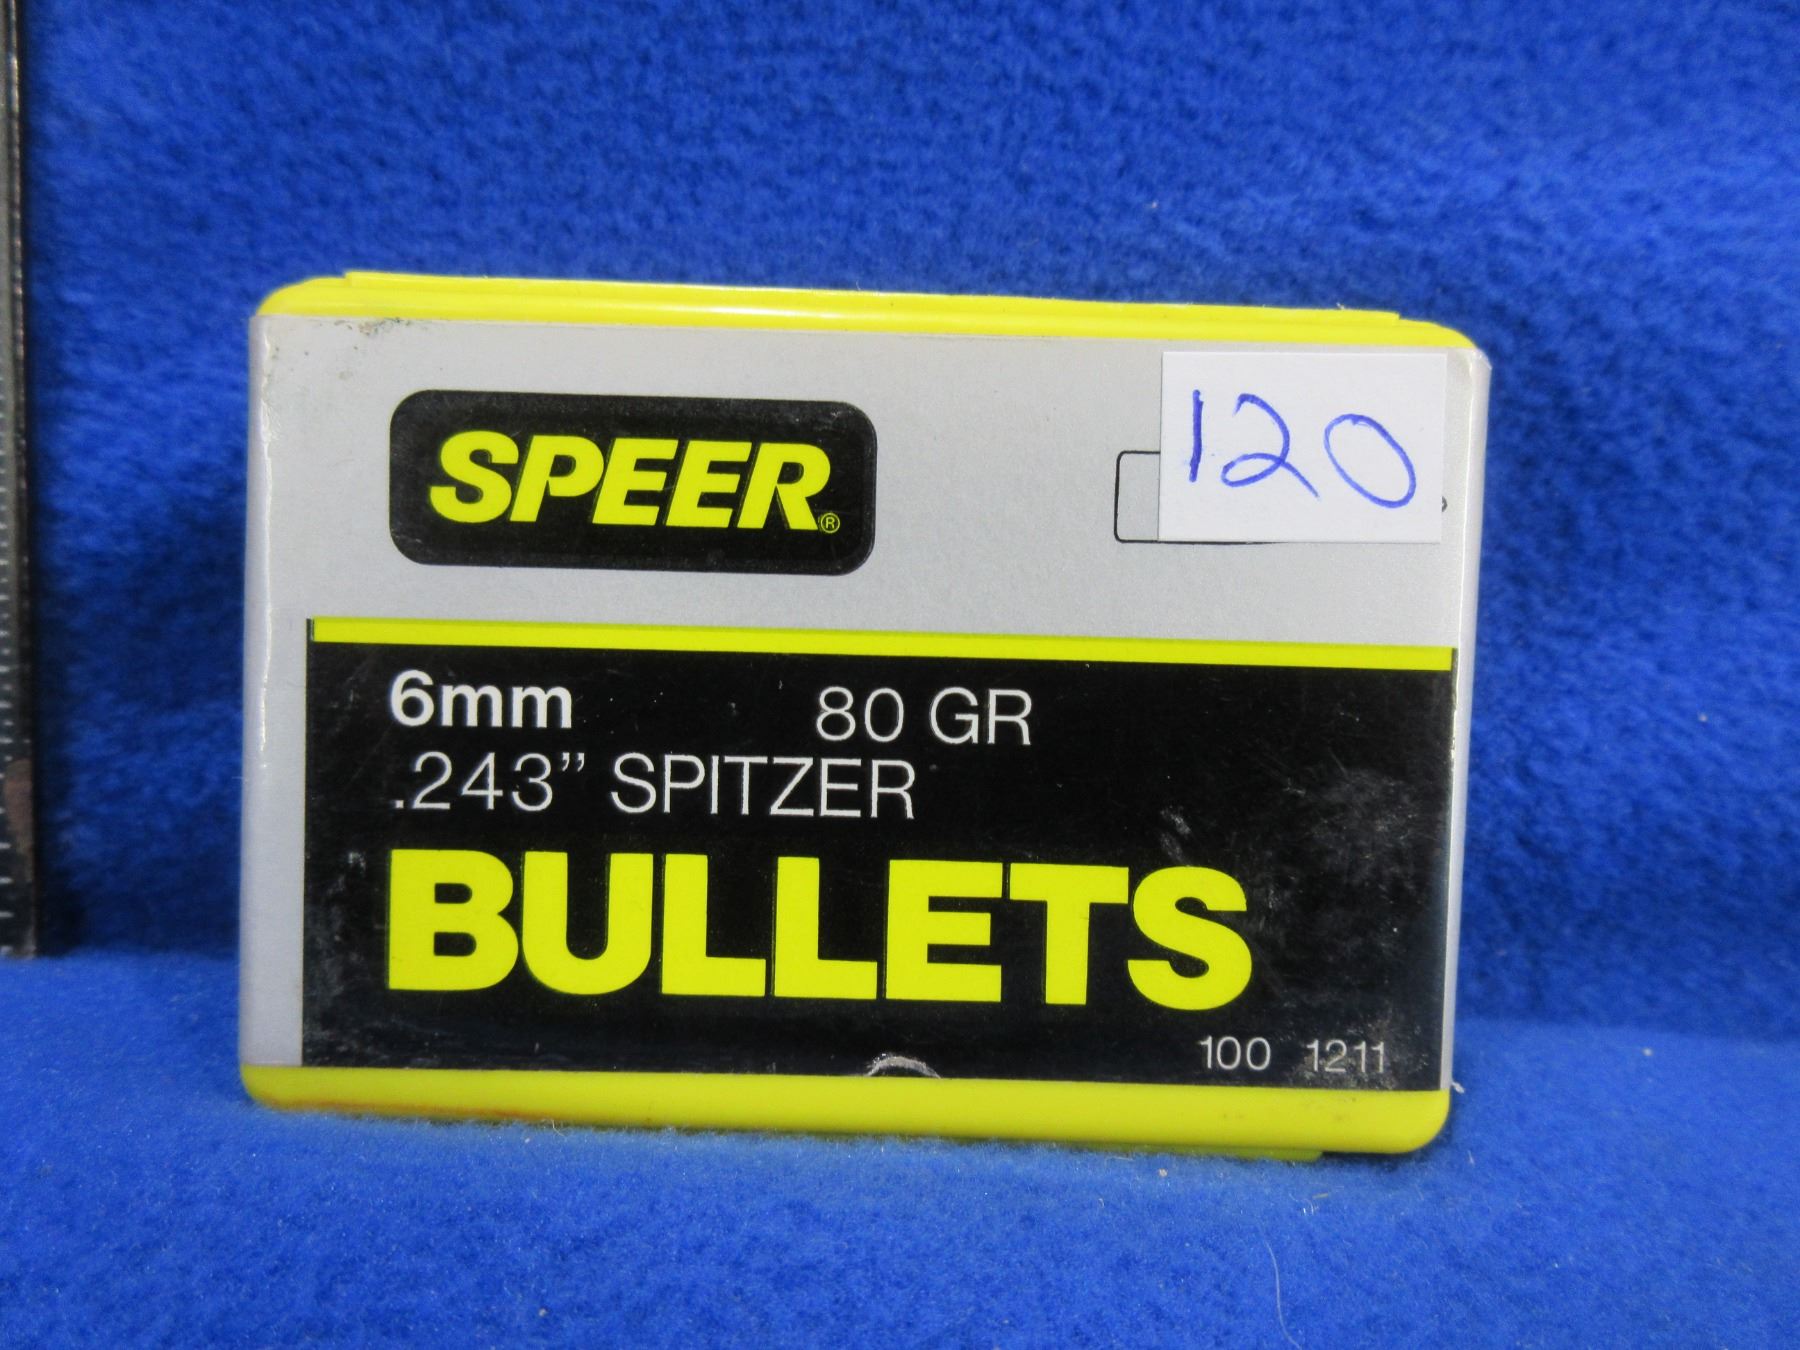 SPEER®
120
6mm 80 GR
.243” SPITZER
BULLETS
100 1211